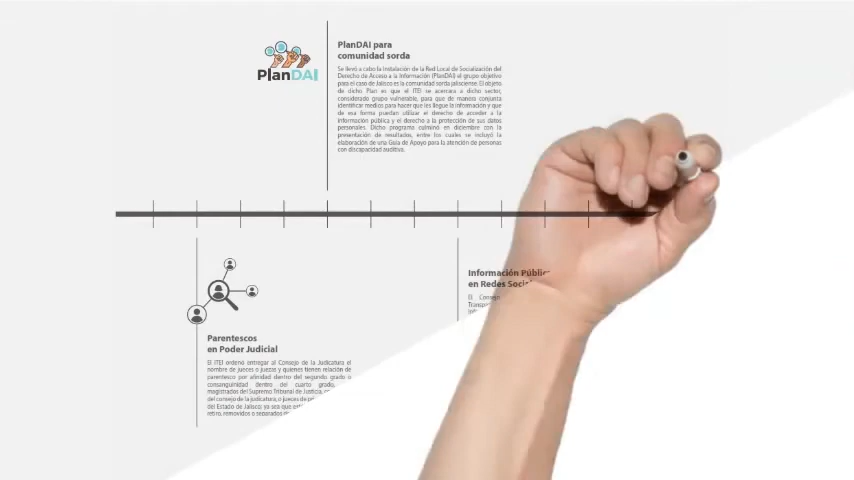 PlanDAI
PlanDAI para
comunidad sorda
Se llevó a cabo la instalación de la Red Local de Socialización del
Derecho de Acceso a la Información (PlanDAI) el grupo objetivo
para el caso de Jalisco es la comunidad sorda jalisciense. El objeto
de dicho Plan es que el ITEI se acercara a dicho sector,
considerado grupo vulnerable, para que de manera conjunta
identificar medios para hacer que les llegue la información y que
de esa forma puedan utilizar el derecho de acceder a la
información pública y el derecho a la protección de sus datos
personales. Dicho programa culminó en diciembre con la
presentación de resultados, entre los cuales se incluyó la
elaboración de una Guía de Apoyo para la atención de personas
con discapacidad auditiva.
Parentescos
en Poder Judicial
El ITEI ordenó entregar al Consejo de la Judicatura el
nombre de jueces o juezas y quienes tienen relación de
parentesco por afinidad dentro del segundo grado o
consanguinidad dentro del cuarto grado,
magistrados del Supremo Tribunal de Justicia,
del consejo de la judicatura, o jueces de
del Estado de Jalisco; ya sea que
retiro, removidos o separados
Información
en Redes
El